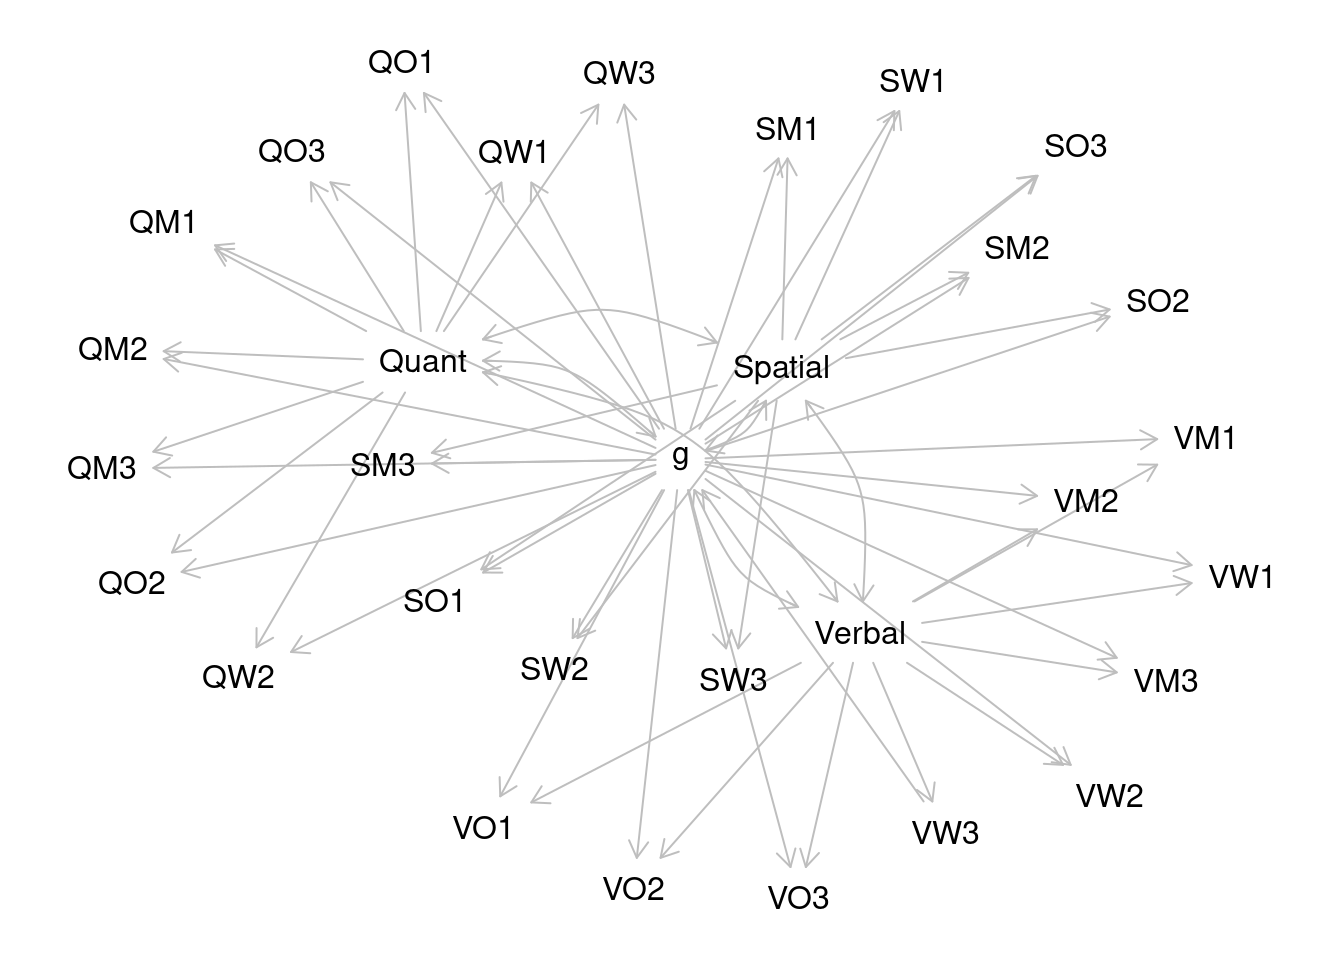 QO1
QW3
SW1
SM1
SO3
QO3
QW1
QM1
SM2
SO2
QM2
Quant
Spatial
VM1
g
QM3
SM3
VM2
VW1
QO2
SO1
Verbal
QW2
SW2
SW3
VM3
VW2
VO1
VW3
VO2
VO3